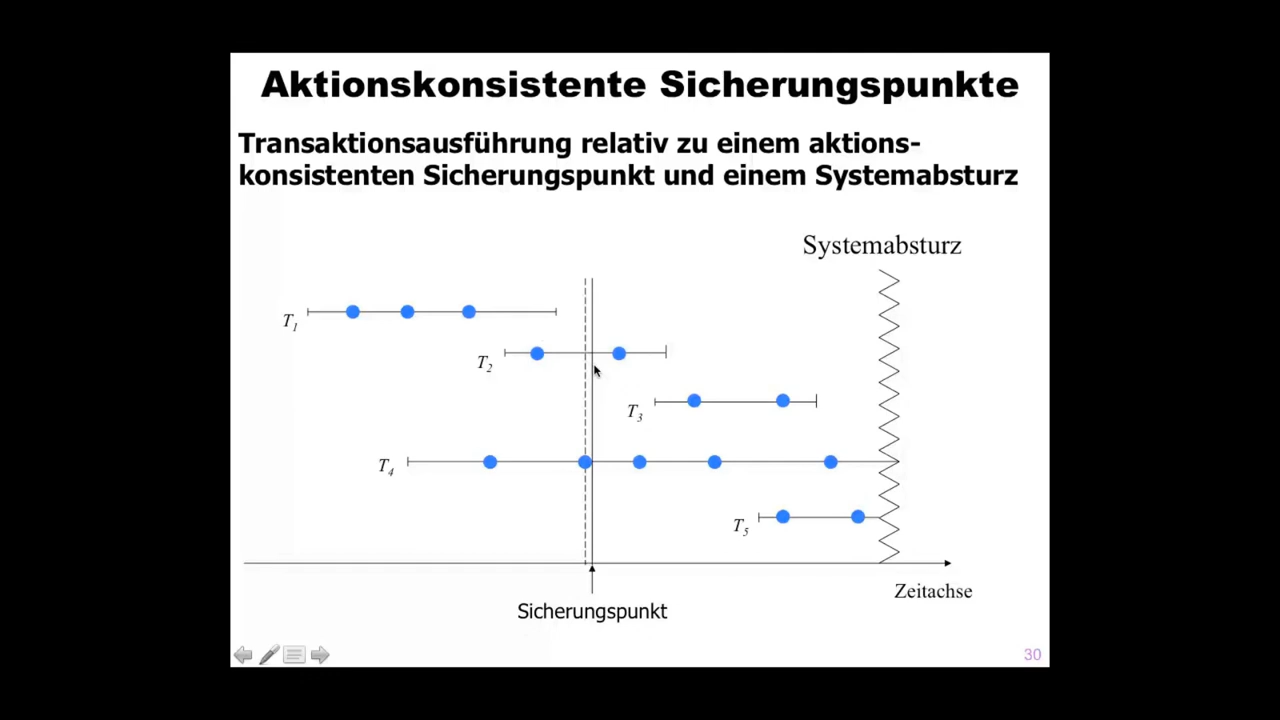 Aktionskonsistente Sicherungspunkte
Transaktionsausführung relativ zu einem aktions-
konsistenten Sicherungspunkt und einem Systemabsturz
Systemabsturz
T1
T2
T3
T4
T5
Zeitachse
Sicherungspunkt
30